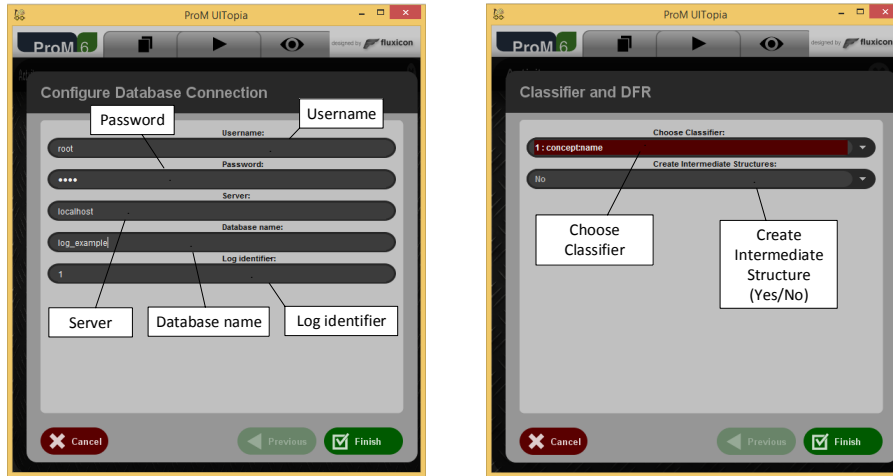 ProM UITopia
ProM 6
designed by fluxicon
Configure Database Connection
Password
Username
Username:
root
Password:
••••
Server:
localhost
Database name:
log_example
Log identifier:
1
Server
Database name
Log identifier
Cancel
Previous
Finish
ProM UITopia
ProM 6
designed by fluxicon
Classifier and DFR
Choose Classifier:
1 : concept:name
Create Intermediate Structures:
No
Choose
Classifier
Create
Intermediate
Structure
(Yes/No)
Cancel
Previous
Finish